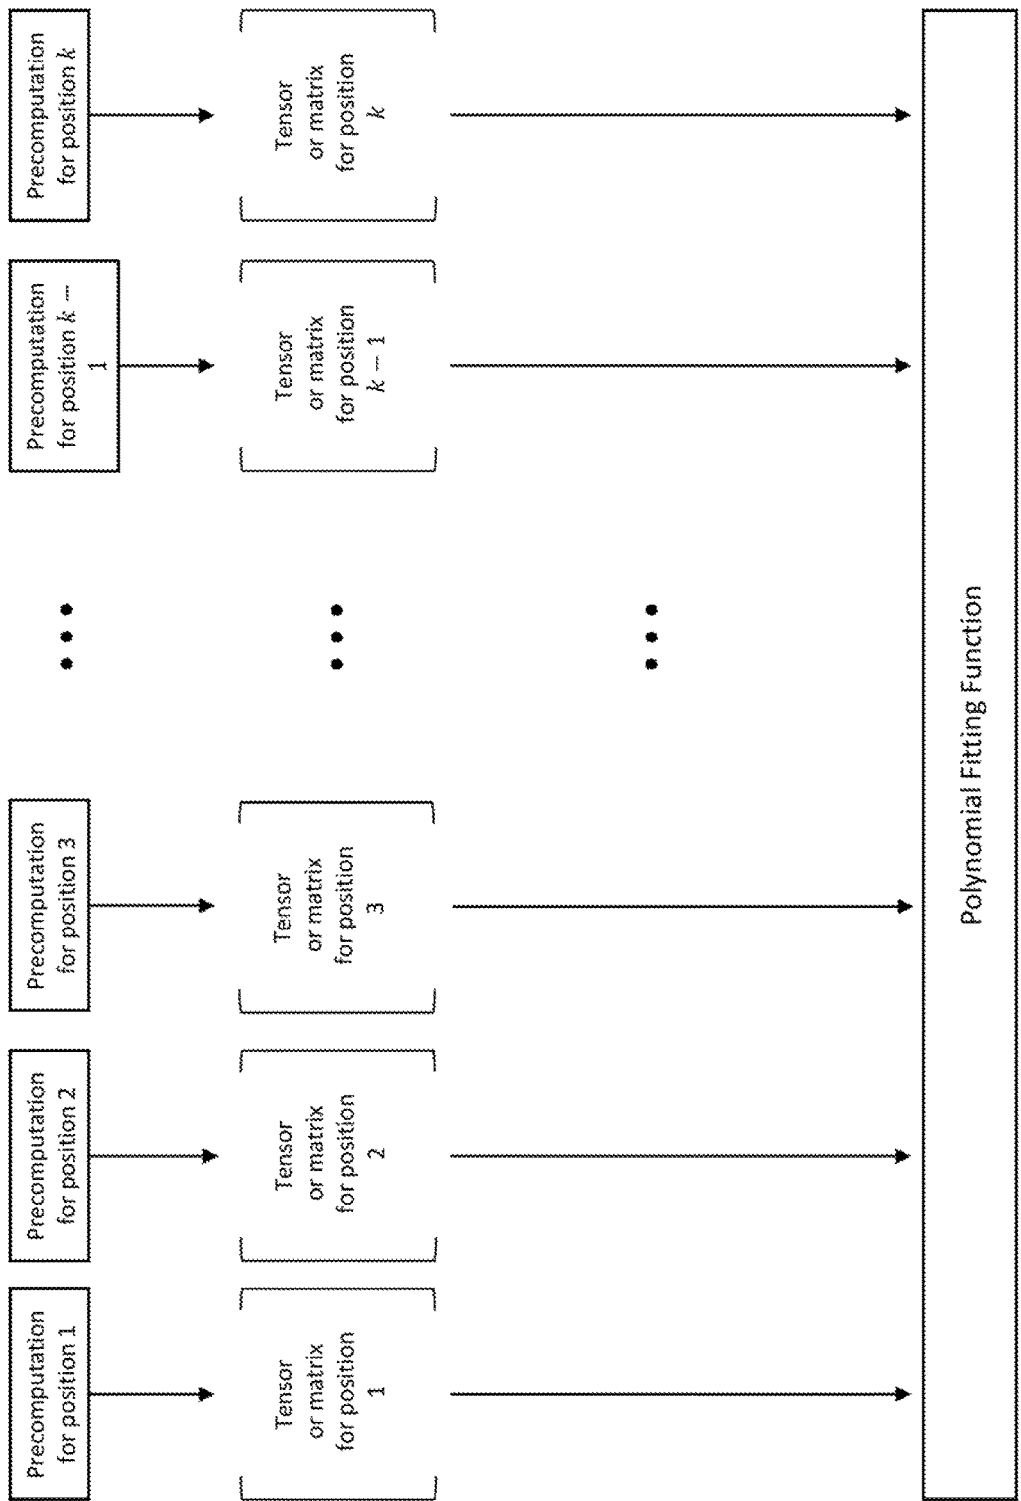 Precomputation
for position 1
Precomputation
for position 2
Precomputation
for position 3
Precomputation
for position k −
1
Precomputation
for position k
Tensor
or matrix
for position
1
Tensor
or matrix
for position
2
Tensor
or matrix
for position
3
Tensor
or matrix
for position
k − 1
Tensor
or matrix
for position
k
Polynomial Fitting Function